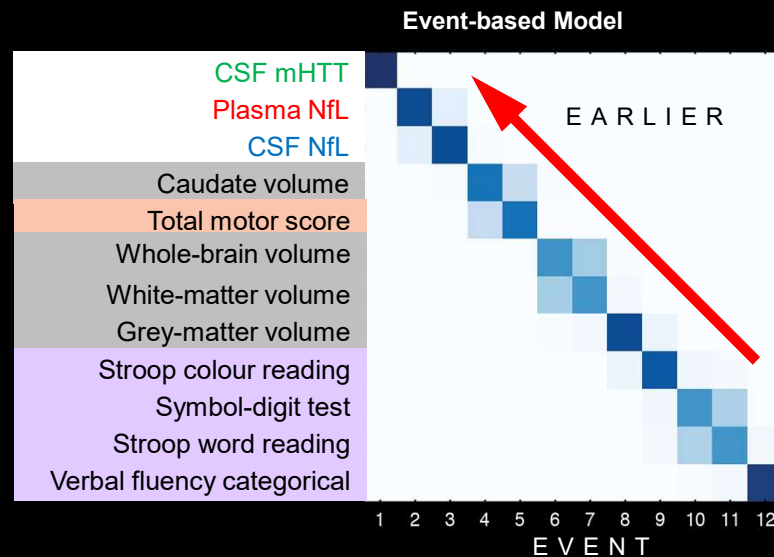 Event-based Model
CSF mHTT
Plasma NfL
CSF NfL
Caudate volume
Total motor score
Whole-brain volume
White-matter volume
Grey-matter volume
Stroop colour reading
Symbol-digit test
Stroop word reading
Verbal fluency categorical
EARLIER
1 2 3 4 5 6 7 8 9 10 11 12
EVENT